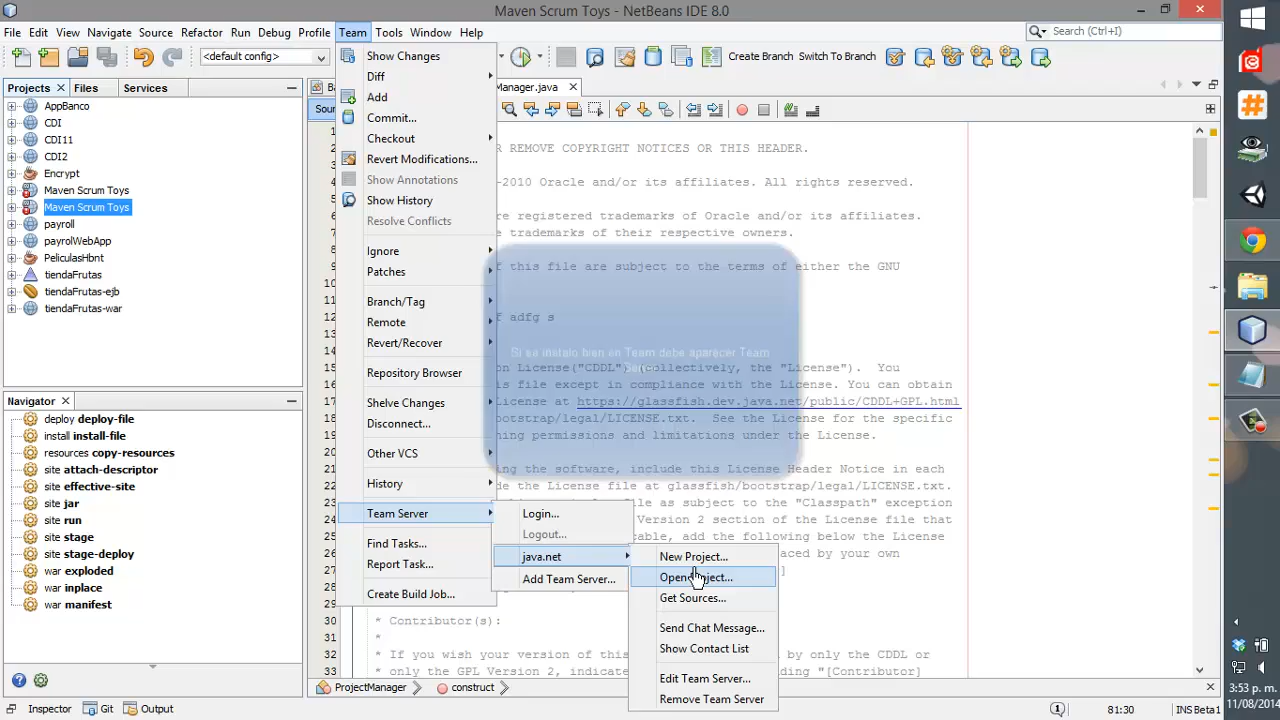 Maven Scrum Toys - NetBeans IDE 8.0
File Edit View Navigate Source Refactor Run Debug Profile Team Tools Window Help
Search (Ctrl+I)
<default config>
Create Branch Switch To Branch
Projects Files Services
AppBanco
CDI
CDI11
CDI2
Encrypt
Maven Scrum Toys
Maven Scrum Toys
payroll
payrolWebApp
PeliculasHbnt
tiendaFrutas
tiendaFrutas-ejb
tiendaFrutas-war
Navigator
deploy deploy-file
install install-file
resources copy-resources
site attach-descriptor
site effective-site
site jar
site run
site stage
site stage-deploy
war exploded
war inplace
war manifest
Inspector Git Output
Show Changes
Diff
Add
Commit...
Checkout
Revert Modifications...
Show Annotations
Show History
Resolve Conflicts
Ignore
Patches
Branch/Tag
Remote
Revert/Recover
Repository Browser
Shelve Changes
Disconnect...
Other VCS
History
Team Server
Find Tasks...
Report Task...
Create Build Job...
Login...
Logout...
java.net
Add Team Server...
New Project...
Open Project...
Get Sources...
Send Chat Message...
Show Contact List
Edit Team Server...
Remove Team Server
Manager.java
R REMOVE COPYRIGHT NOTICES OR THIS HEADER.
-2010 Oracle and/or its affiliates. All rights reserved.
re registered trademarks of Oracle and/or its affiliates.
e trademarks of their respective owners.
f this file are subject to the terms of either the GNU
f adfg s
Si se instalo bien en Team debe aparecer Team
on License("CDDL") (collectively, the "License"). You
is file except in compliance with the License. You can obtain
License at https://glassfish.dev.java.net/public/CDDL+GPL.html
ootstrap/legal/LICENSE.txt. See the License for the specific
ning permissions and limitations under the License.
ng the software, include this License Header Notice in each
de the License file at glassfish/bootstrap/legal/LICENSE.txt.
le as subject to the "Classpath" exception
Version 2 section of the License file that
cable, add the following below the License
aced by your own
]
29
30 * Contributor(s):
31 *
32 * If you wish your version of this by only the CDDL or
33 * only the GPL Version 2, indicate ding "[Contributor]
ProjectManager construct
81:30 INS
3:53 p. m.
11/08/2014